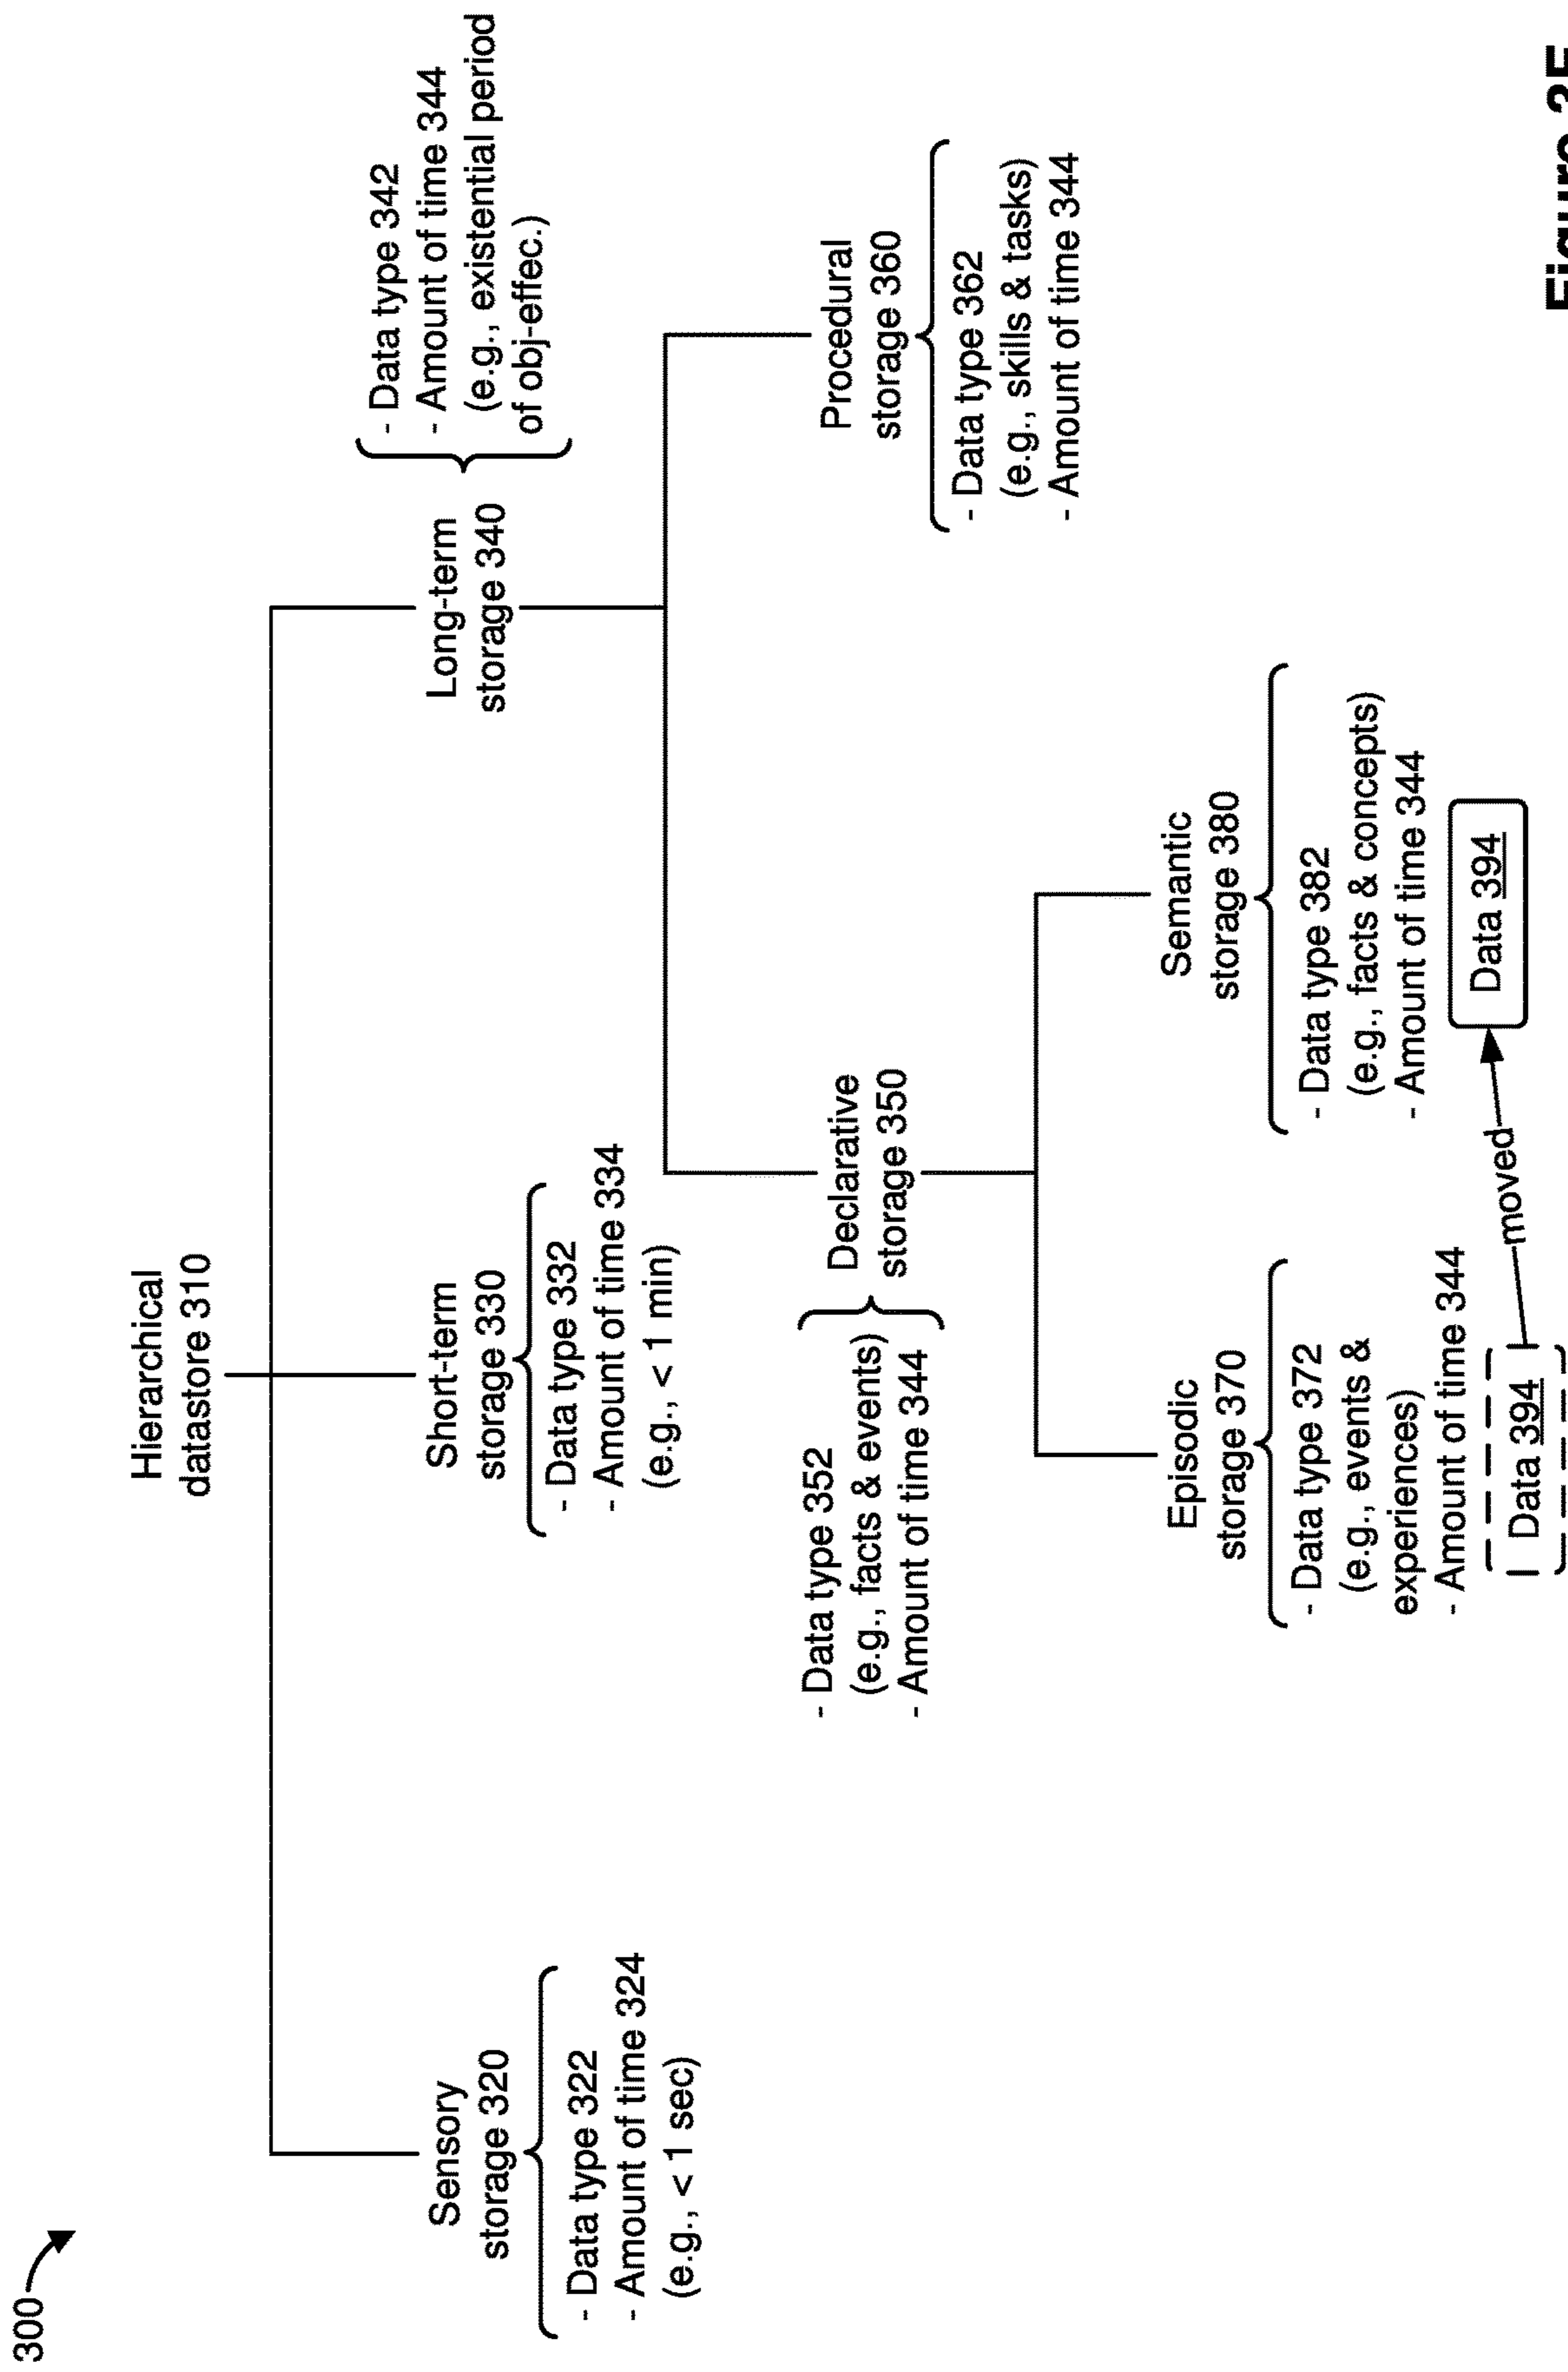 300
Hierarchical
datastore 310
Sensory
storage 320
- Data type 322
- Amount of time 324
(e.g., < 1 sec)
Short-term
storage 330
- Data type 332
- Amount of time 334
(e.g., < 1 min)
Long-term
storage 340
- Data type 342
- Amount of time 344
(e.g., existential period
of obj-effec.)
Declarative
storage 350
- Data type 352
(e.g., facts & events)
- Amount of time 344
Procedural
storage 360
- Data type 362
(e.g., skills & tasks)
- Amount of time 344
Episodic
storage 370
- Data type 372
(e.g., events &
experiences)
- Amount of time 344
Data 394
moved
Semantic
storage 380
- Data type 382
(e.g., facts & concepts)
- Amount of time 344
Data 394
Figure